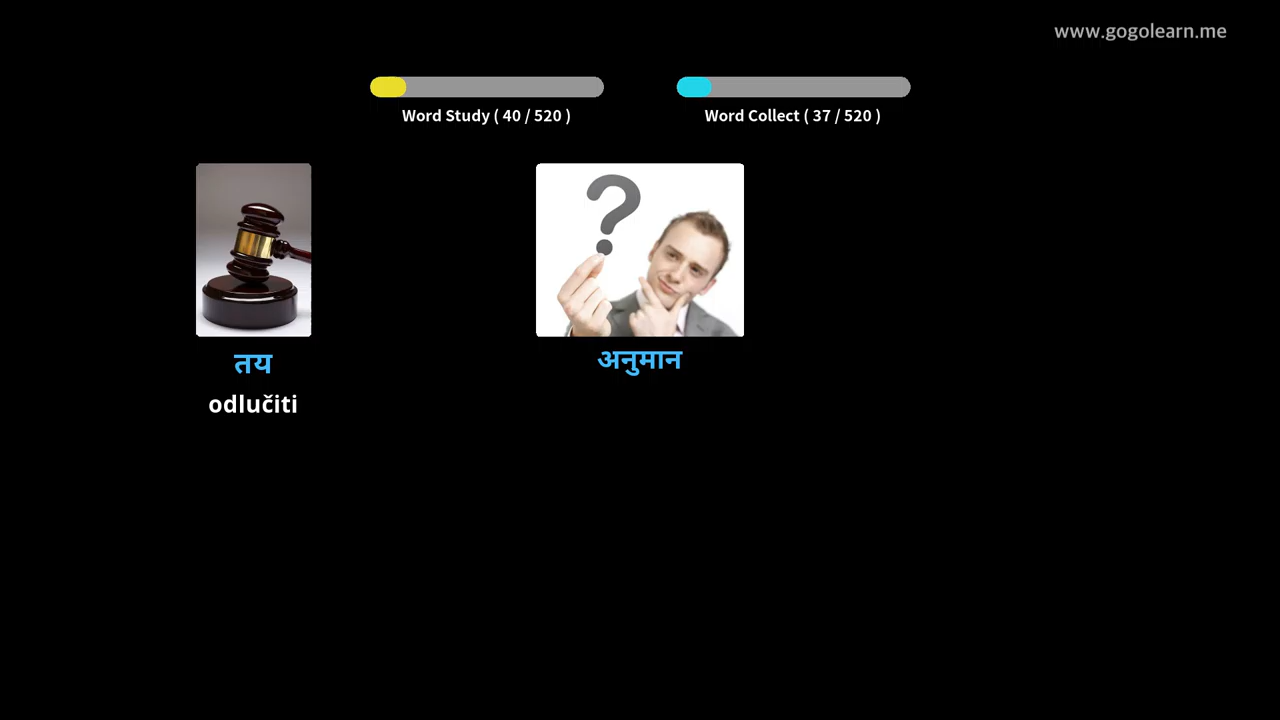 www.gogolearn.me
Word Study ( 40 / 520 )
Word Collect ( 37 / 520 )
तय
odlučiti
अनुमान